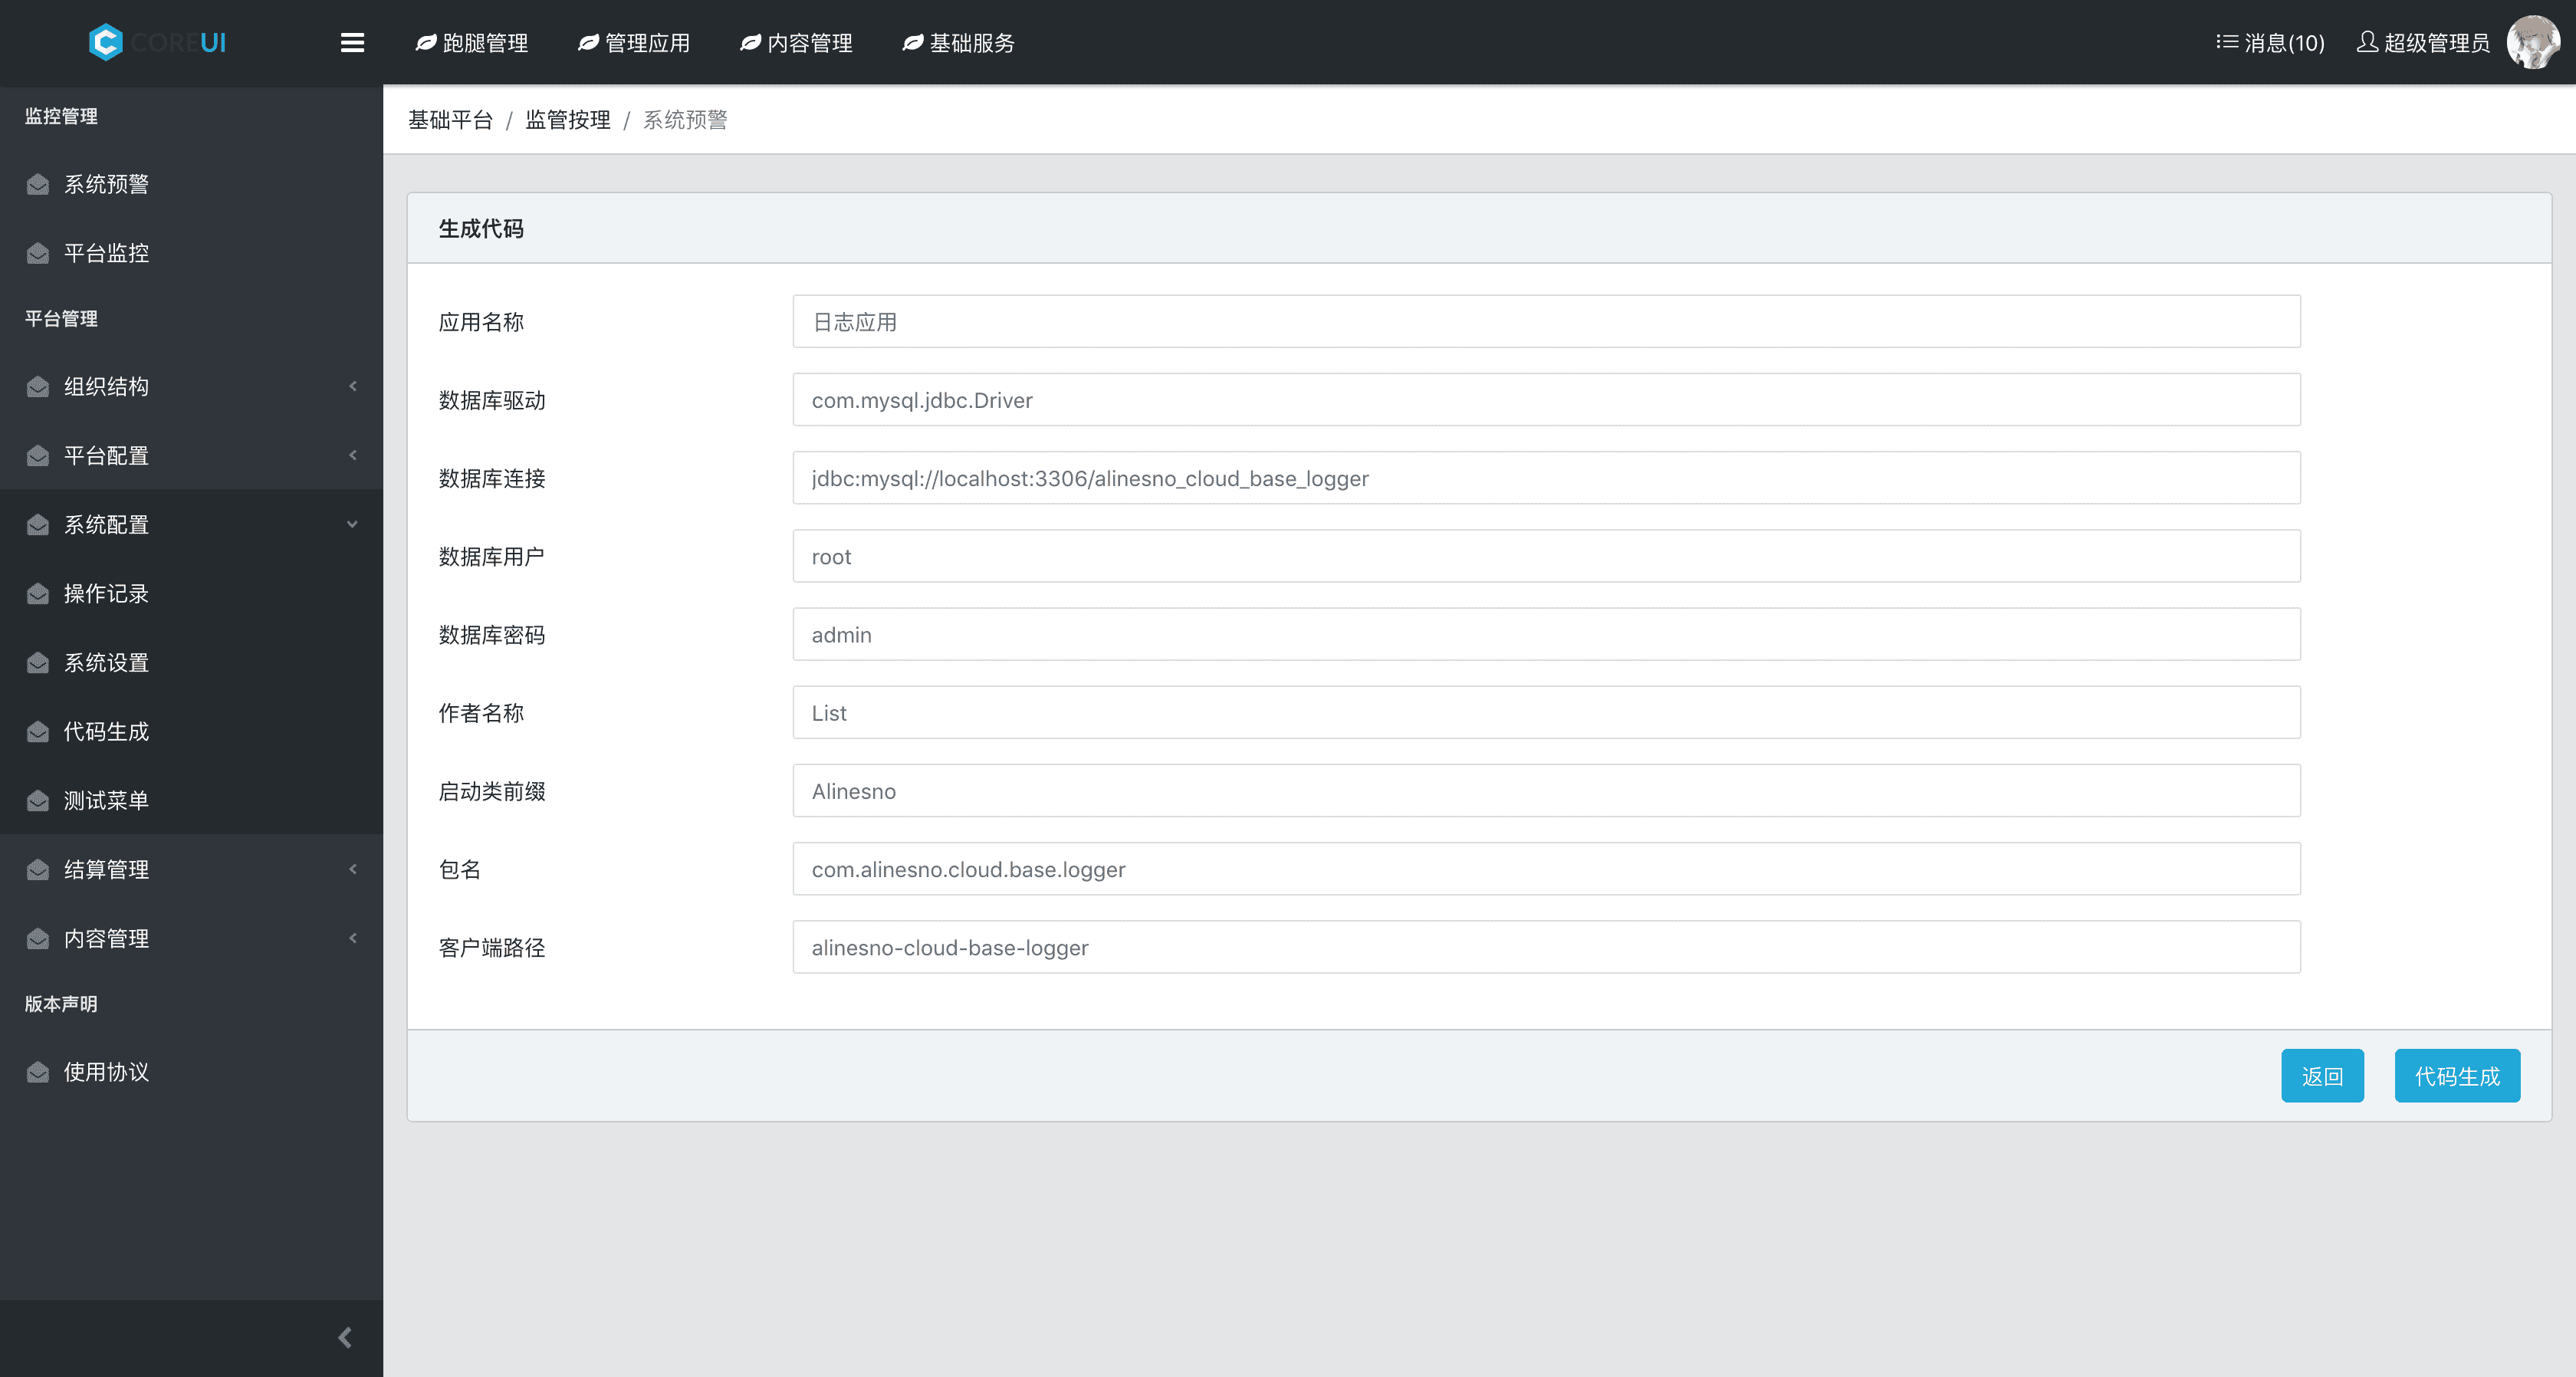 COREUI
跑腿管理
管理应用
内容管理
基础服务
消息(10)
超级管理员
监控管理
系统预警
平台监控
平台管理
组织结构
平台配置
系统配置
操作记录
系统设置
代码生成
测试菜单
结算管理
内容管理
版本声明
使用协议
基础平台 / 监管按理 / 系统预警
生成代码
应用名称 日志应用
数据库驱动 com.mysql.jdbc.Driver
数据库连接 jdbc:mysql://localhost:3306/alinesno_cloud_base_logger
数据库用户 root
数据库密码 admin
作者名称 List
启动类前缀 Alinesno
包名 com.alinesno.cloud.base.logger
客户端路径 alinesno-cloud-base-logger
返回
代码生成